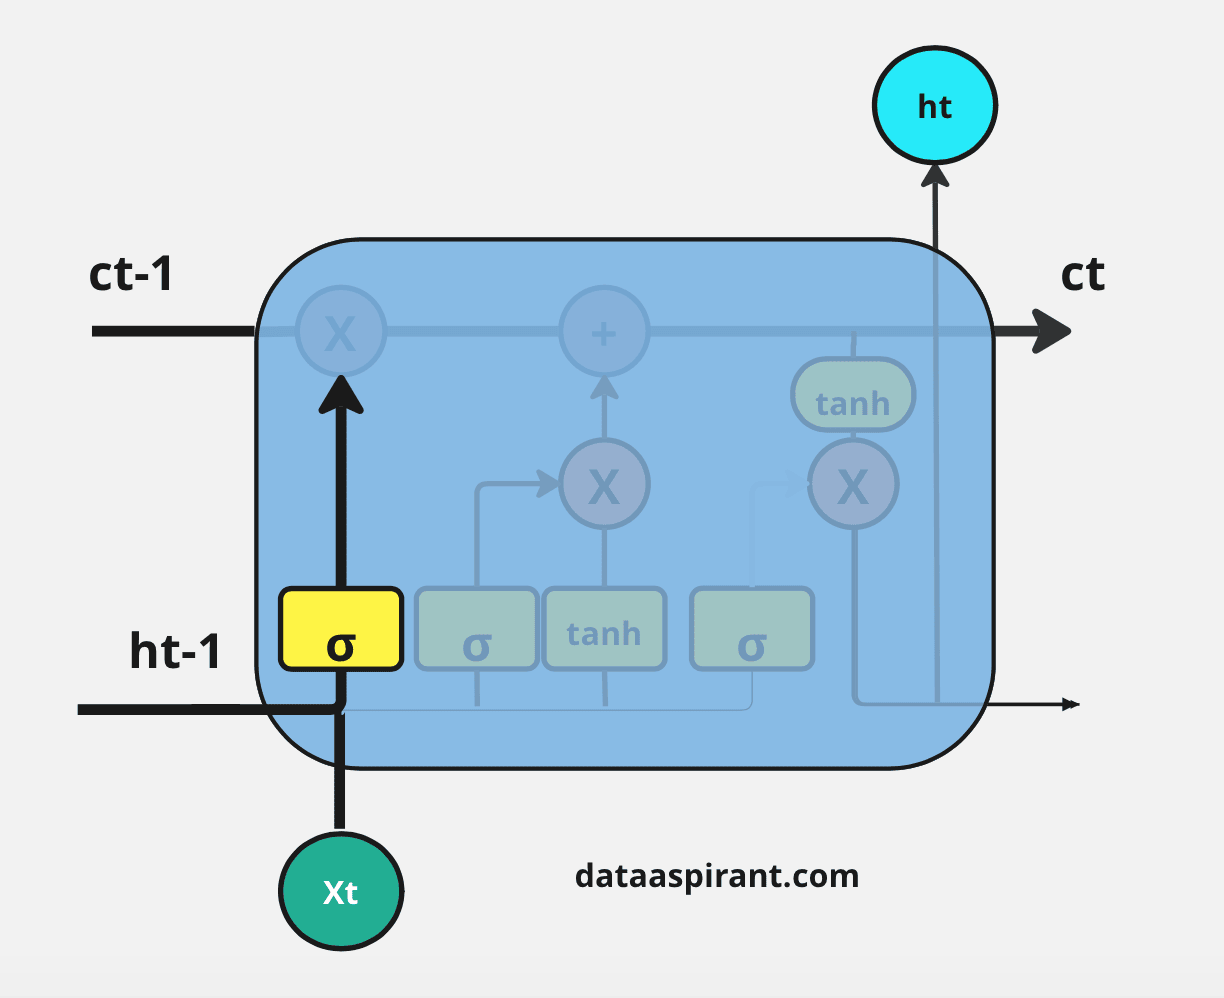 ht
ct-1
ct
X
+
tanh
X
X
σ
σ
tanh
σ
ht-1
Xt
dataaspirant.com